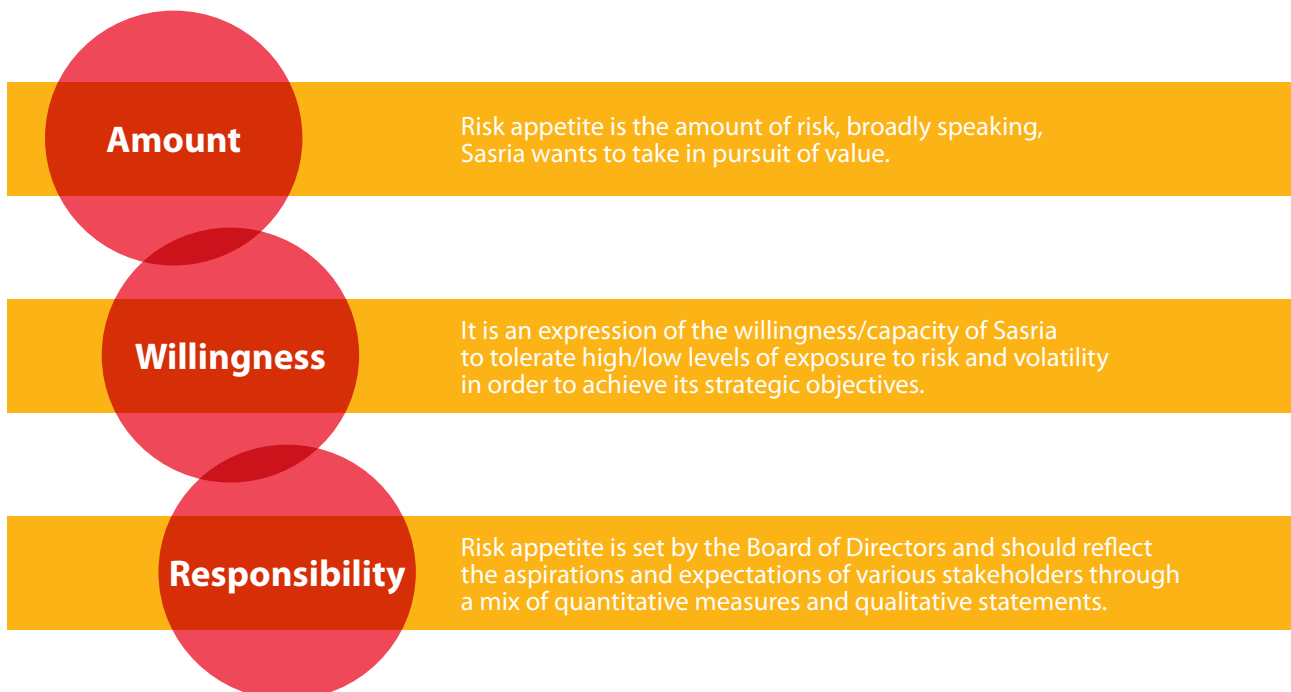 Amount
Risk appetite is the amount of risk, broadly speaking,
Sasria wants to take in pursuit of value.
Willingness
It is an expression of the willingness/capacity of Sasria
to tolerate high/low levels of exposure to risk and volatility
in order to achieve its strategic objectives.
Responsibility
Risk appetite is set by the Board of Directors and should reflect
the aspirations and expectations of various stakeholders through
a mix of quantitative measures and qualitative statements.